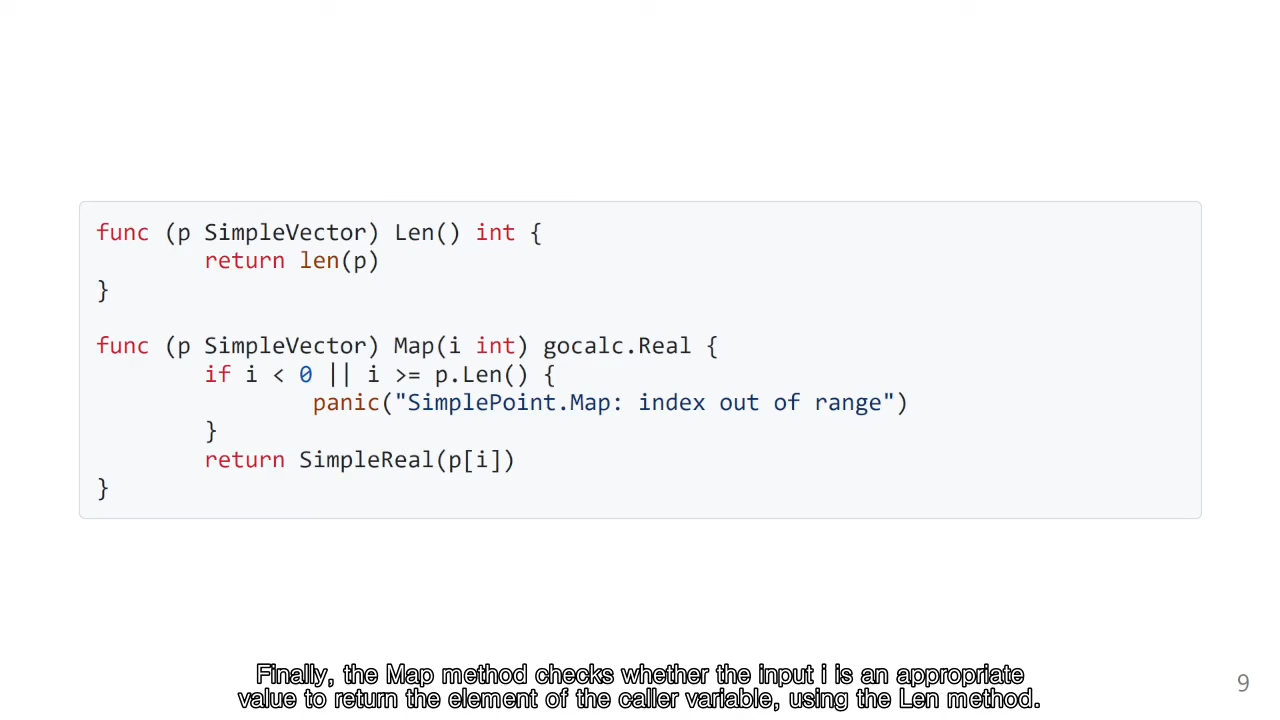 func (p SimpleVector) Len() int {
        return len(p)
}
func (p SimpleVector) Map(i int) gocalc.Real {
        if i < 0 || i >= p.Len() {
                panic("SimplePoint.Map: index out of range")
        }
        return SimpleReal(p[i])
}
Finally, the Map method checks whether the input i is an appropriate
value to return the element of the caller variable, using the Len method.
9